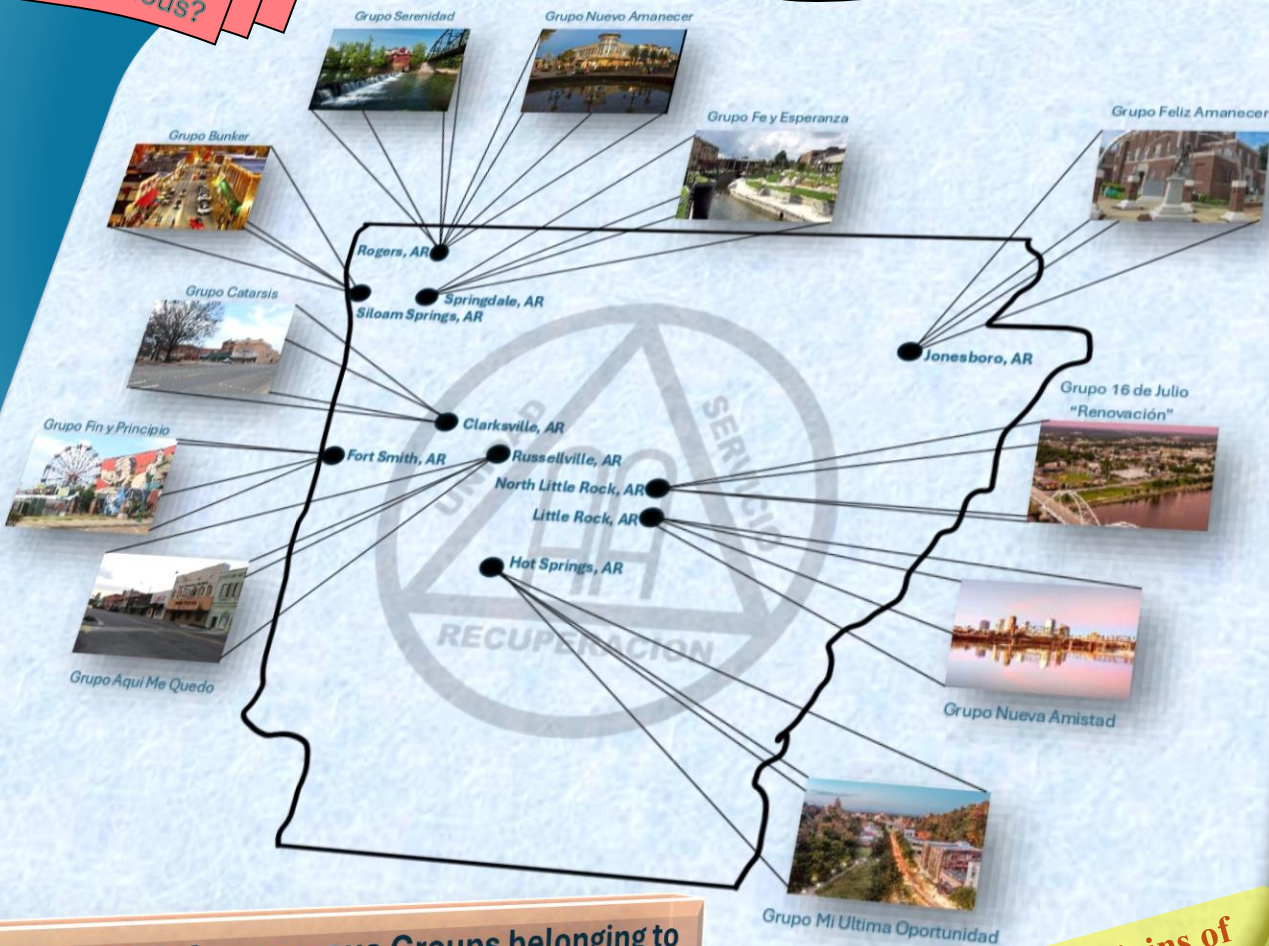 Grupo Serenidad
Grupo Nuevo Amanecer
Grupo Fe y Esperanza
Grupo Feliz Amanecer
Grupo Bunker
Rogers, AR
Springdale, AR
Siloam Springs, AR
Grupo Catarsis
Jonesboro, AR
Grupo 16 de Julio
"Renovación"
Clarksville, AR
Grupo Fin y Principio
Fort Smith, AR
Russellville, AR
North Little Rock, AR
Little Rock, AR
Hot Springs, AR
SERVICIO
AA
RECUPERACION
Grupo Aqui Me Quedo
Grupo Nueva Amistad
Grupo Mi Ultima Oportunidad
Groups belonging to
of